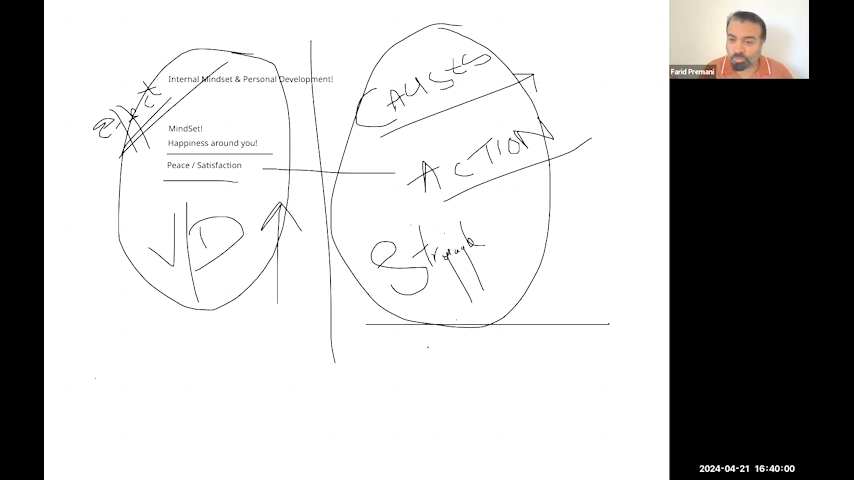 Internal Mindset & Personal Development!
effect
MindSet!
Happiness around you!
Peace / Satisfaction
CAUSES
ACTION
Struggle
Farid Premani
2024-04-21 16:40:00